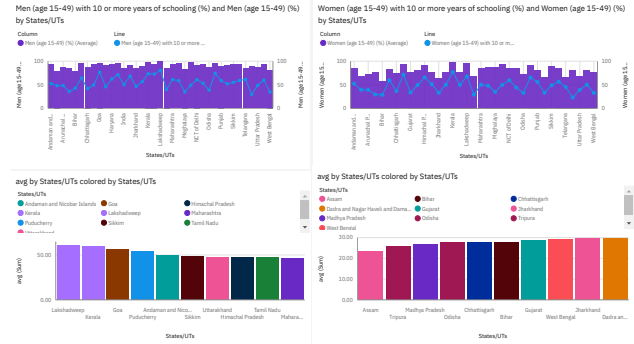 Men (age 15-49) with 10 or more years of schooling (%) and Men (age 15-49) (%)
by States/UTs
Column
Line
Men (age 15-49) (%) (Average)
Men (age 15-49) with 10 or more ...
Men (age 15-49...
100
50
0
100
50
0
Andaman and...
Arunachal ...
Bihar
Chhattisgarh
Goa
Haryana
India
Jharkhand
Kerala
Lakshadweep
Maharashtra
Meghalaya
NCT of Delhi
Odisha
Punjab
Sikkim
Telangana
Uttar Pradesh
West Bengal
Men (age 15-49...
States/UTs
Women (age 15-49) with 10 or more years of schooling (%) and Women (age 15-49) (%)
by States/UTs
Column
Line
Women (age 15-49) (%) (Average)
Women (age 15-49) with 10 or m...
Women (age 15...
100
50
0
100
50
0
Andaman and...
Arunachal P...
Bihar
Chhattisgarh
Gujarat
Himachal Pr...
Jharkhand
Kerala
Ladakh
Maharashtra
Meghalaya
NCT of Delhi
Odisha
Punjab
Sikkim
Telangana
Uttar Pradesh
West Bengal
Women (age 15...
States/UTs
avg by States/UTs colored by States/UTs
States/UTs
Andaman and Nicobar Islands
Goa
Himachal Pradesh
Kerala
Lakshadweep
Maharashtra
Puducherry
Sikkim
Tamil Nadu
Uttarakhand
avg (Sum)
50.00
0.00
Lakshadweep
Kerala
Goa
Puducherry
Andaman and Nico...
Sikkim
Uttarakhand
Himachal Pradesh
Tamil Nadu
Mahara...
States/UTs
avg by States/UTs colored by States/UTs
States/UTs
Assam
Bihar
Chhattisgarh
Dadra and Nagar Haveli and Dama...
Gujarat
Jharkhand
Madhya Pradesh
Odisha
Tripura
West Bengal
avg (Sum)
30.00
20.00
10.00
0.00
Assam
Tripura
Madhya Pradesh
Odisha
Chhattisgarh
Bihar
Gujarat
West Bengal
Jharkhand
Dadra an...
States/UTs